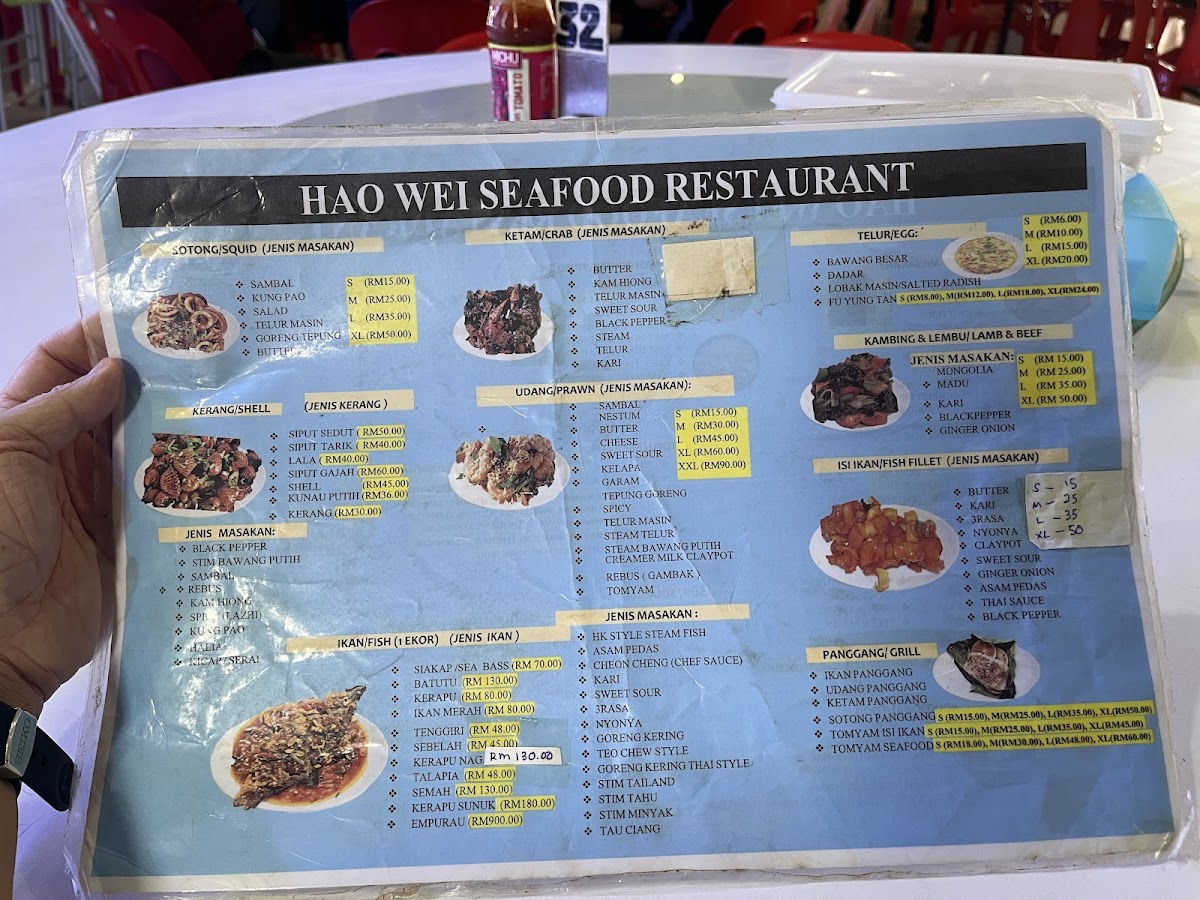 32
TOMATO
HAO WEI SEAFOOD RESTAURANT
SOTONG/SQUID (JENIS MASAKAN)
SAMBAL
KUNG PAO
SALAD
TELUR MASIN
GORENG TEPUNG
BUTTER
S (RM15.00)
M (RM25.00)
L (RM35.00)
XL (RM50.00)
KERANG/SHELL (JENIS KERANG )
SIPUT SEDUT (RM50.00)
SIPUT TARIK (RM40.00)
LALA (RM40.00)
SIPUT GAJAH (RM60.00)
SHELL (RM45.00)
KUNAU PUTIH (RM36.00)
KERANG (RM30.00)
JENIS MASAKAN:
BLACK PEPPER
STIM BAWANG PUTIH
SAMBAL
REBUS
KAM HIONG
SPICY (LAZHI)
KUNG PAO
HALIA
KICAP/SERAI
KETAM/CRAB (JENIS MASAKAN)
BUTTER
KAM HIONG
TELUR MASIN
SWEET SOUR
BLACK PEPPER
STEAM
TELUR
KARI
UDANG/PRAWN (JENIS MASAKAN):
SAMBAL
NESTUM
BUTTER
CHEESE
SWEET SOUR
KELAPA
GARAM
TEPUNG GORENG
SPICY
TELUR MASIN
STEAM TELUR
STEAM BAWANG PUTIH
CREAMER MILK CLAYPOT
REBUS ( GAMBAK )
TOMYAM
S (RM15.00)
M (RM30.00)
L (RM45.00)
XL (RM60.00)
XXL (RM90.00)
IKAN/FISH (1 EKOR) (JENIS IKAN )
SIAKAP /SEA BASS (RM 70.00)
BATUTU (RM 130.00)
KERAPU (RM 80.00)
IKAN MERAH (RM 80.00)
TENGGIRI (RM 48.00)
SEBELAH (RM 45.00)
KERAPU NAG RM 130.00
TALAPIA (RM 48.00)
SEMAH (RM 130.00)
KERAPU SUNUK (RM180.00)
EMPURAU (RM900.00)
JENIS MASAKAN :
HK STYLE STEAM FISH
ASAM PEDAS
CHEON CHENG (CHEF SAUCE)
KARI
SWEET SOUR
3RASA
NYONYA
GORENG KERING
TEO CHEW STYLE
GORENG KERING THAI STYLE
STIM TAILAND
STIM TAHU
STIM MINYAK
TAU CIANG
TELUR/EGG:
BAWANG BESAR
DADAR
LOBAK MASIN/SALTED RADISH
FU YUNG TAN S (RM8.00), M(RM12.00), L(RM18.00), XL(RM24.00)
S (RM6.00)
M (RM10.00)
L (RM15.00)
XL (RM20.00)
KAMBING & LEMBU/ LAMB & BEEF
JENIS MASAKAN:
MONGOLIA
MADU
KARI
BLACKPEPPER
GINGER ONION
S (RM 15.00)
M (RM 25.00)
L (RM 35.00)
XL (RM 50.00)
ISI IKAN/FISH FILLET (JENIS MASAKAN)
BUTTER
KARI
3RASA
NYONYA
CLAYPOT
SWEET SOUR
GINGER ONION
ASAM PEDAS
THAI SAUCE
BLACK PEPPER
S - 15
M - 25
L - 35
XL - 50
PANGGANG/ GRILL
IKAN PANGGANG
UDANG PANGGANG
KETAM PANGGANG
SOTONG PANGGANG S (RM15.00), M(RM25.00), L(RM35.00), XL(RM50.00)
TOMYAM ISI IKAN S (RM15.00), M(RM25.00), L(RM35.00), XL(RM45.00)
TOMYAM SEAFOOD S (RM18.00), M(RM30.00), L(RM48.00), XL(RM60.00)
SEIKO